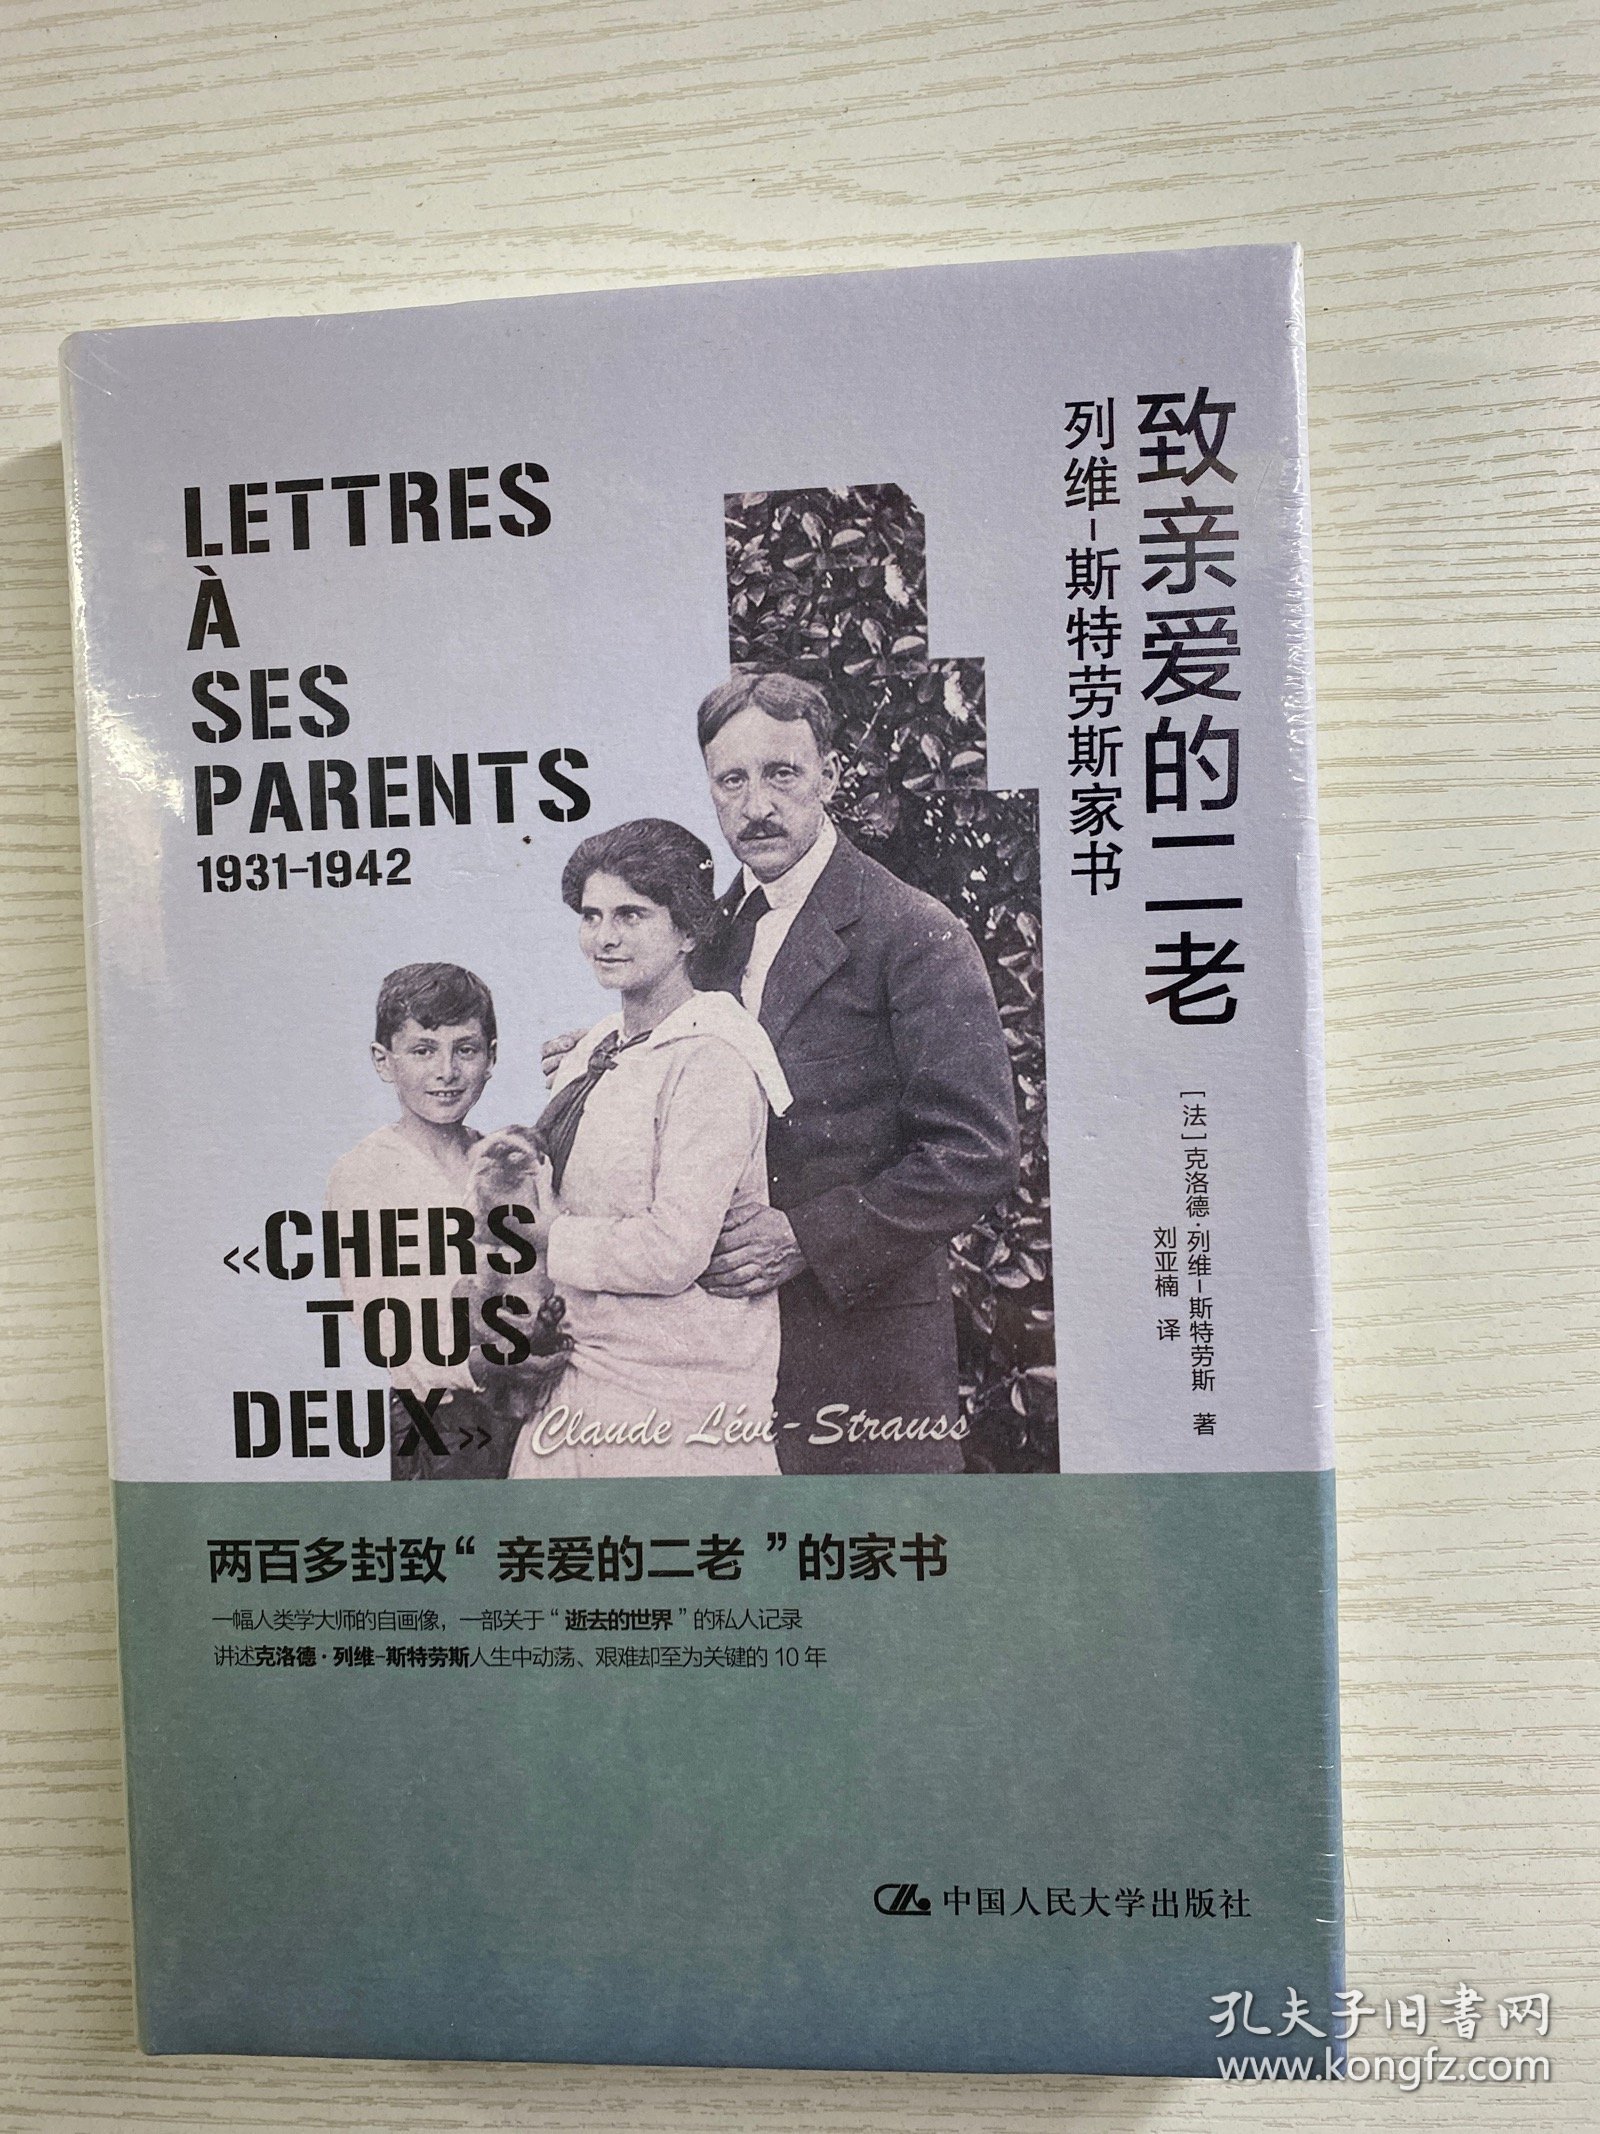 致亲爱的二老
列维-斯特劳斯家书
LETTRES
À
SES
PARENTS
1931-1942
[法]克洛德·列维-斯特劳斯 著
刘亚楠 译
«CHERS
TOUS
DEUX»
Claude Lévi-Strauss
两百多封致“亲爱的二老”的家书
一幅人类学大师的自画像，一部关于“逝去的世界”的私人记录
讲述克洛德·列维-斯特劳斯人生中动荡、艰难却至为关键的10年
中国人民大学出版社
孔夫子旧书网
www.kongfz.com